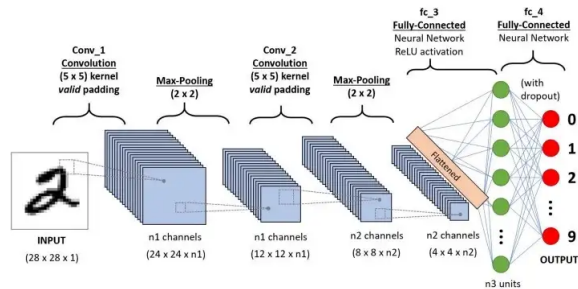 Conv_1
Convolution
(5 x 5) kernel
valid padding
Max-Pooling
(2 x 2)
Conv_2
Convolution
(5 x 5) kernel
valid padding
Max-Pooling
(2 x 2)
fc_3
Fully-Connected
Neural Network
ReLU activation
fc_4
Fully-Connected
Neural Network
(with
dropout)
Flattened
0
1
2
9
OUTPUT
2
INPUT
(28 x 28 x 1)
n1 channels
(24 x 24 x n1)
n1 channels
(12 x 12 x n1)
n2 channels
(8 x 8 x n2)
n2 channels
(4 x 4 x n2)
n3 units